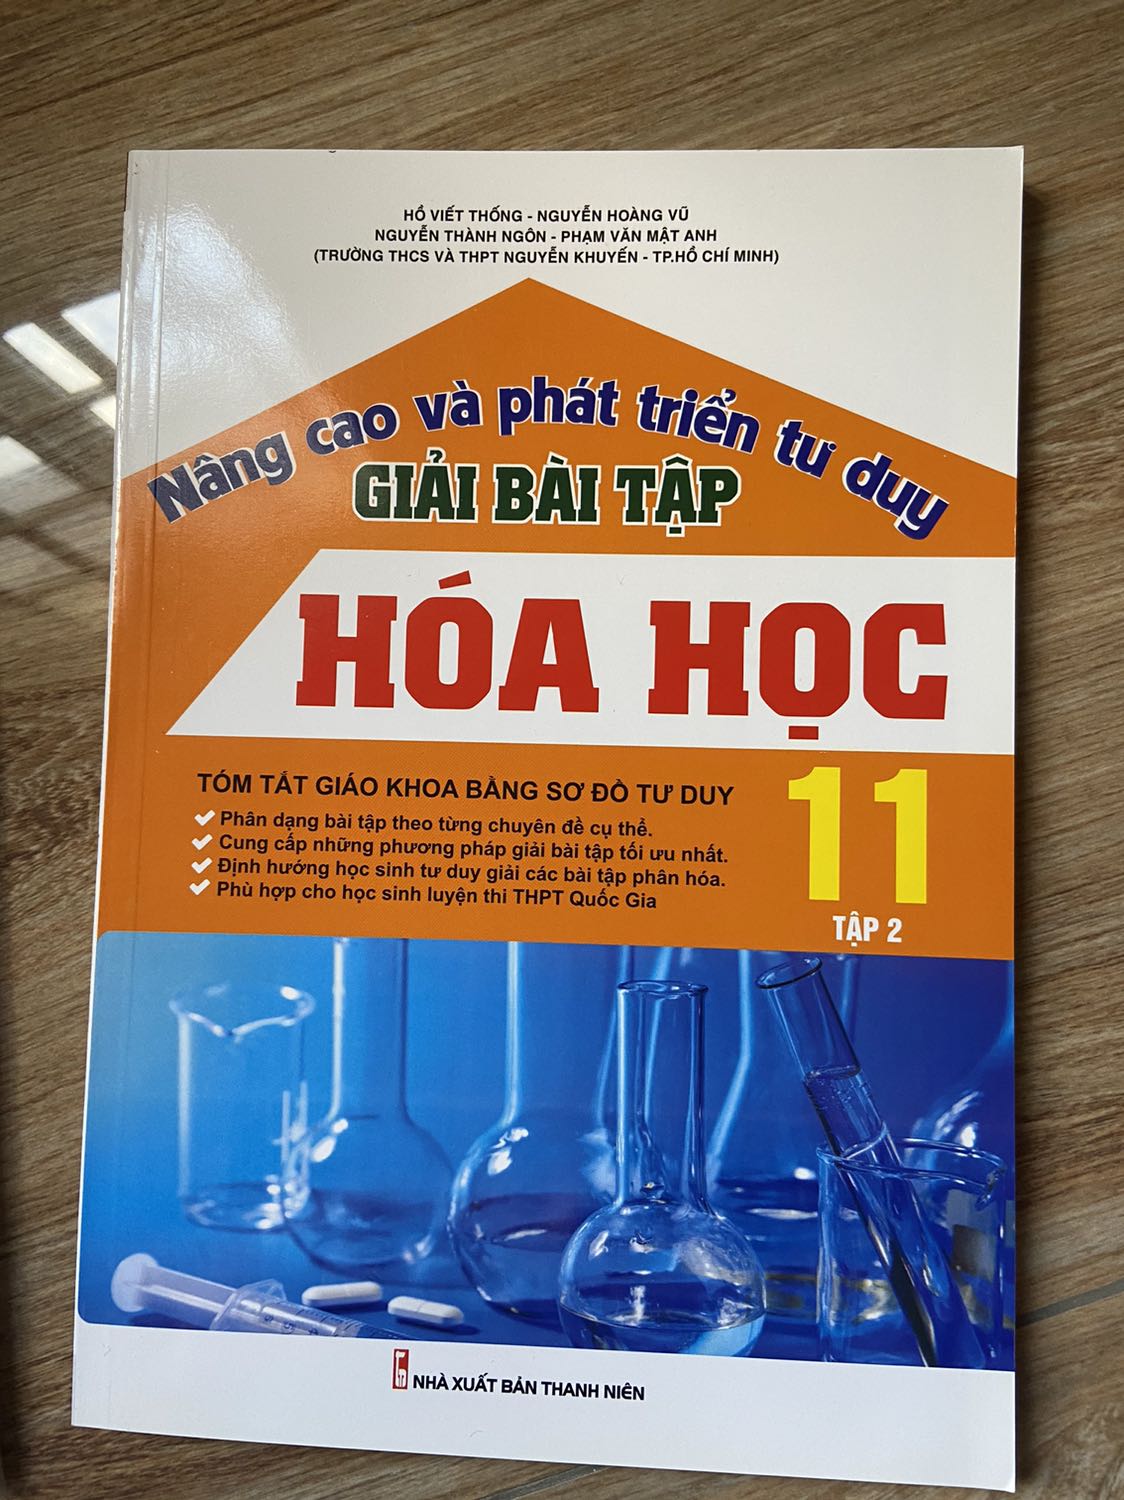 HỒ VIẾT THỐNG - NGUYỄN HOÀNG VŨ
NGUYỄN THÀNH NGÔN - PHẠM VĂN MẬT ANH
(TRƯỜNG THCS VÀ THPT NGUYỄN KHUYẾN - TP.HỒ CHÍ MINH)
Nâng cao và phát triển tư duy
GIẢI BÀI TẬP
HÓA HỌC
11
TẬP 2
TÓM TẮT GIÁO KHOA BẰNG SƠ ĐỒ TƯ DUY
Phân dạng bài tập theo từng chuyên đề cụ thể.
Cung cấp những phương pháp giải bài tập tối ưu nhất.
Định hướng học sinh tư duy giải các bài tập phân hóa.
Phù hợp cho học sinh luyện thi THPT Quốc Gia
NHÀ XUẤT BẢN THANH NIÊN